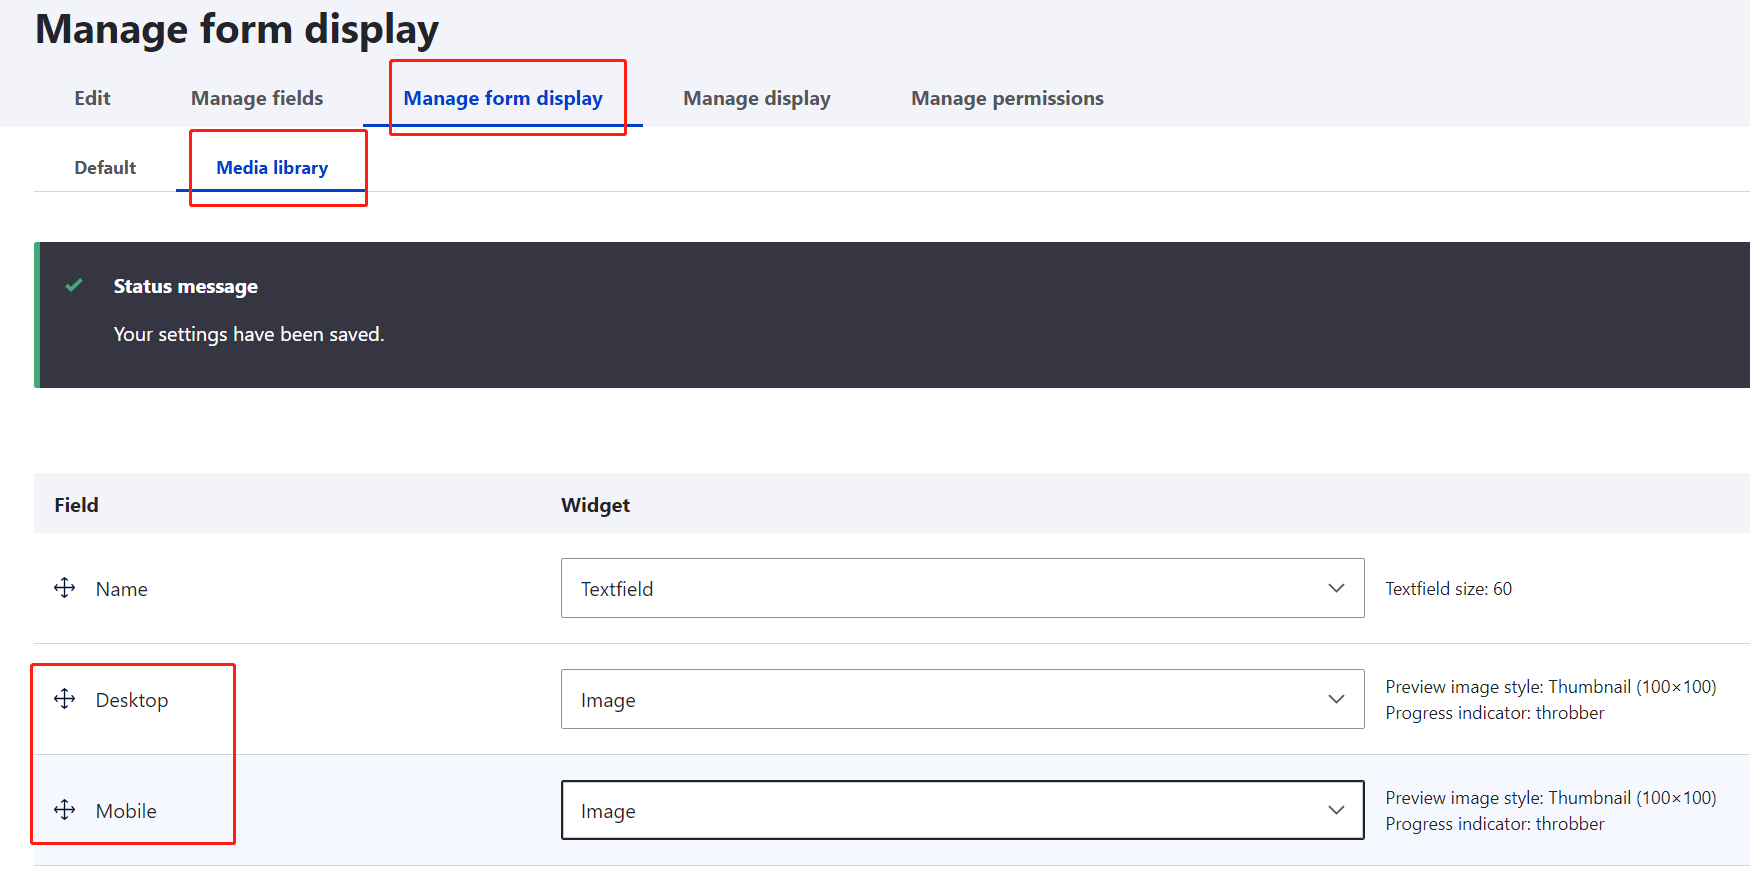 Manage form display
Edit Manage fields Manage form display Manage display Manage permissions
Default Media library
Status message
Your settings have been saved.
Field Widget
Name Textfield Textfield size: 60
Desktop Image Preview image style: Thumbnail (100×100)
Progress indicator: throbber
Mobile Image Preview image style: Thumbnail (100×100)
Progress indicator: throbber